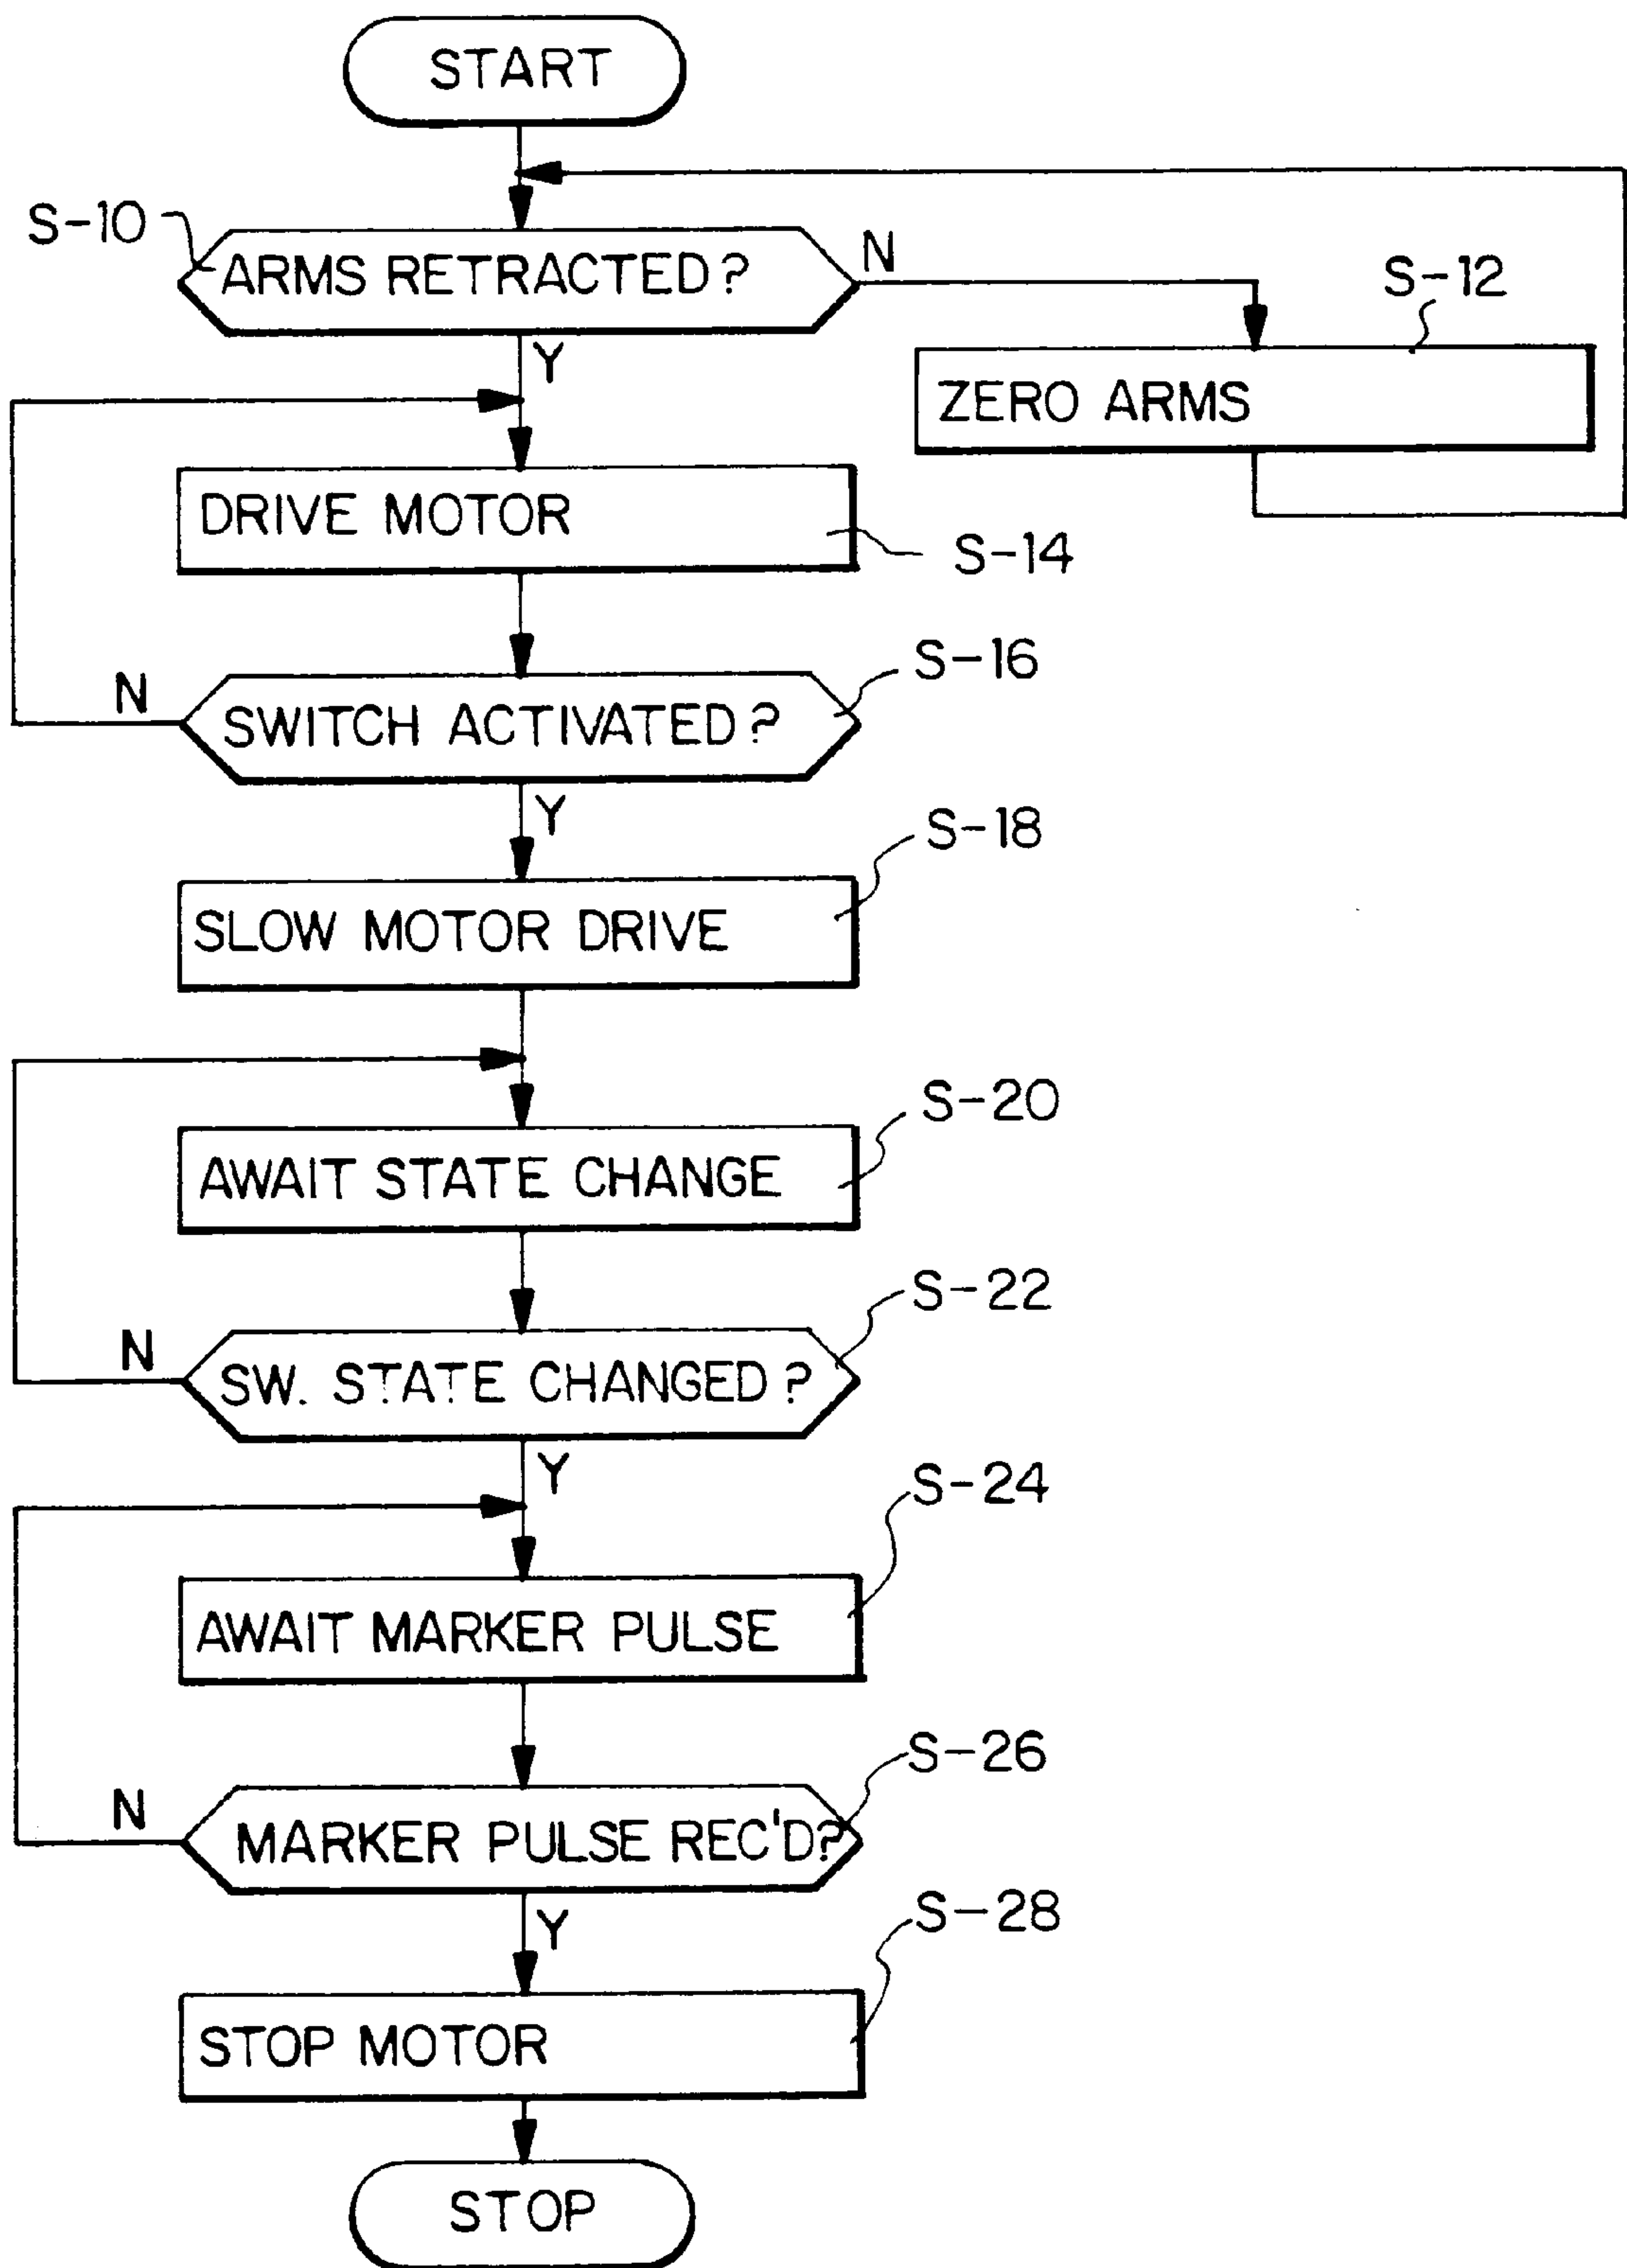 START
S-10
ARMS RETRACTED?
N
S-12
Y
ZERO ARMS
DRIVE MOTOR
S-14
S-16
N
SWITCH ACTIVATED?
Y
S-18
SLOW MOTOR DRIVE
S-20
AWAIT STATE CHANGE
S-22
N
SW. STATE CHANGED?
Y
S-24
AWAIT MARKER PULSE
S-26
N
MARKER PULSE REC'D?
Y
S-28
STOP MOTOR
STOP